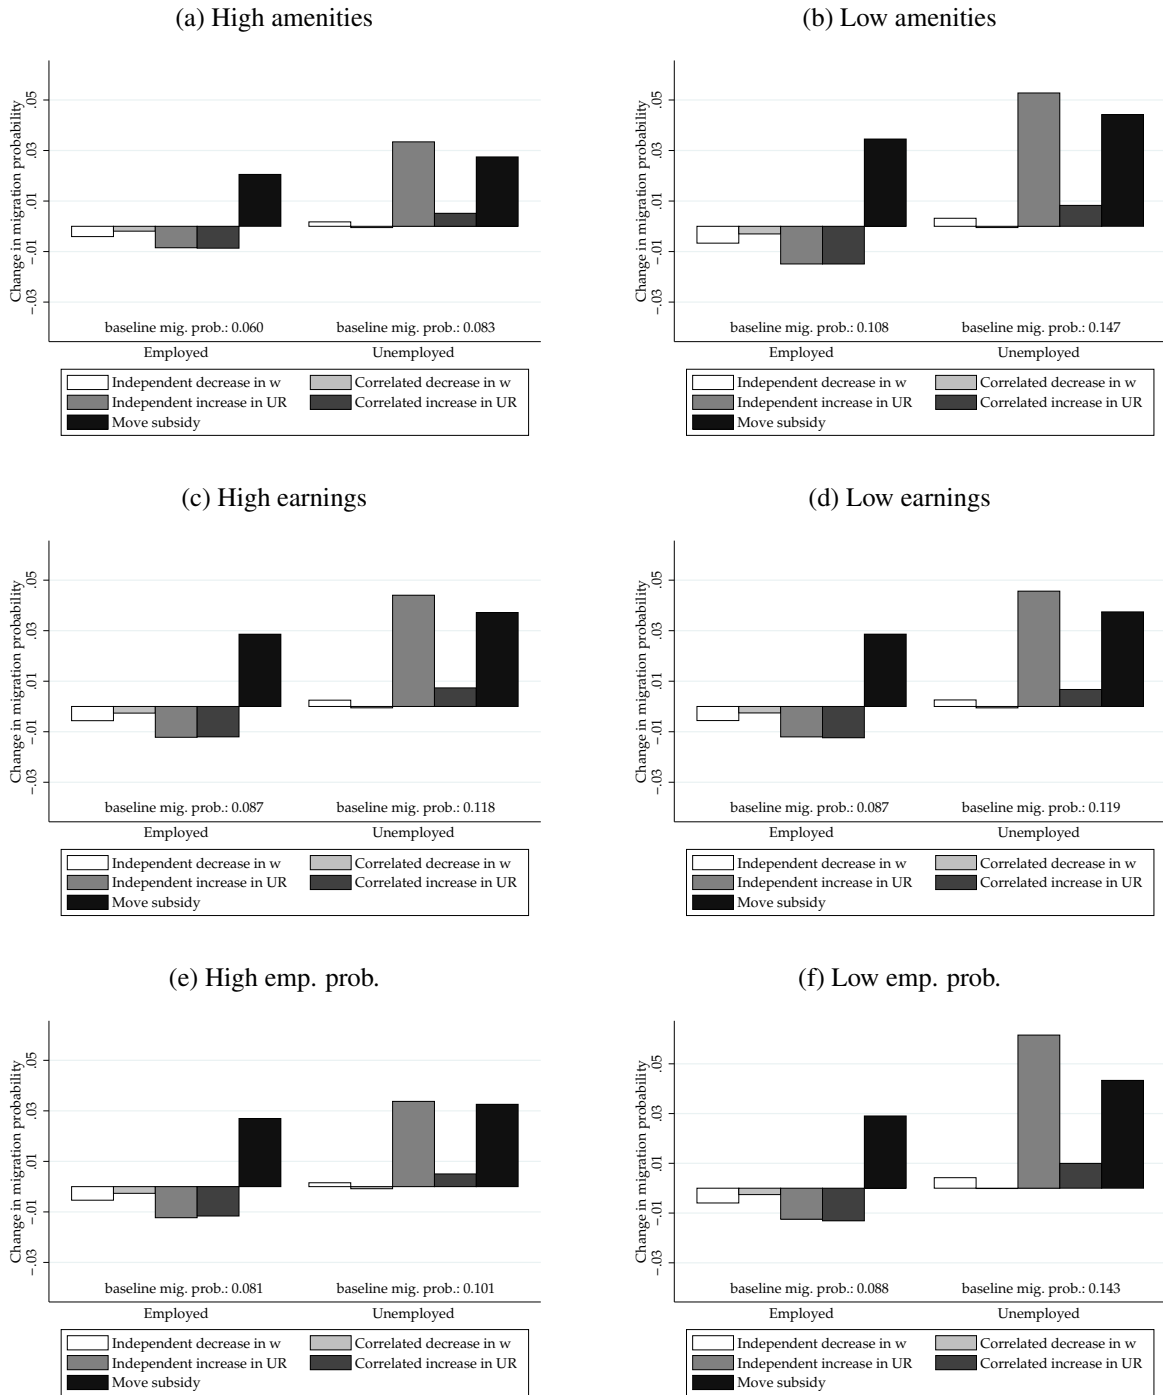 (a) High amenities
Change in migration probability
.05
.03
.01
-.01
-.03
baseline mig. prob.: 0.060
baseline mig. prob.: 0.083
Employed
Unemployed
Independent decrease in w
Correlated decrease in w
Independent increase in UR
Correlated increase in UR
Move subsidy
(b) Low amenities
Change in migration probability
.05
.03
.01
-.01
-.03
baseline mig. prob.: 0.108
baseline mig. prob.: 0.147
Employed
Unemployed
Independent decrease in w
Correlated decrease in w
Independent increase in UR
Correlated increase in UR
Move subsidy
(c) High earnings
Change in migration probability
.05
.03
.01
-.01
-.03
baseline mig. prob.: 0.087
baseline mig. prob.: 0.118
Employed
Unemployed
Independent decrease in w
Correlated decrease in w
Independent increase in UR
Correlated increase in UR
Move subsidy
(d) Low earnings
Change in migration probability
.05
.03
.01
-.01
-.03
baseline mig. prob.: 0.087
baseline mig. prob.: 0.119
Employed
Unemployed
Independent decrease in w
Correlated decrease in w
Independent increase in UR
Correlated increase in UR
Move subsidy
(e) High emp. prob.
Change in migration probability
.05
.03
.01
-.01
-.03
baseline mig. prob.: 0.081
baseline mig. prob.: 0.101
Employed
Unemployed
Independent decrease in w
Correlated decrease in w
Independent increase in UR
Correlated increase in UR
Move subsidy
(f) Low emp. prob.
Change in migration probability
.05
.03
.01
-.01
-.03
baseline mig. prob.: 0.088
baseline mig. prob.: 0.143
Employed
Unemployed
Independent decrease in w
Correlated decrease in w
Independent increase in UR
Correlated increase in UR
Move subsidy